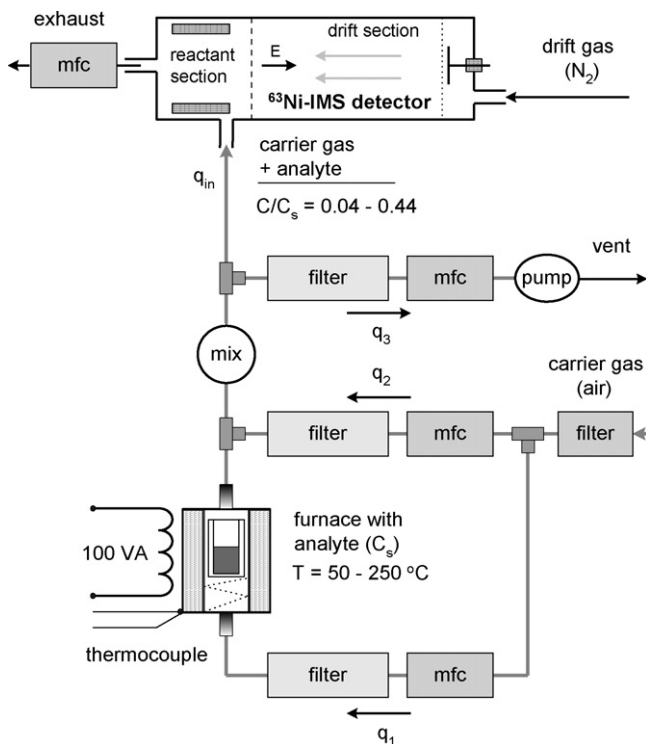 exhaust
mfc
reactant
section
E
drift section
⁶³Ni-IMS detector
drift gas
(N₂)
q_in
carrier gas
+ analyte
C/Cₛ = 0.04 - 0.44
filter
mfc
pump
vent
q₃
mix
q₂
carrier gas
(air)
filter
mfc
filter
100 VA
furnace with
analyte (Cₛ)
T = 50 - 250 °C
thermocouple
filter
mfc
q₁